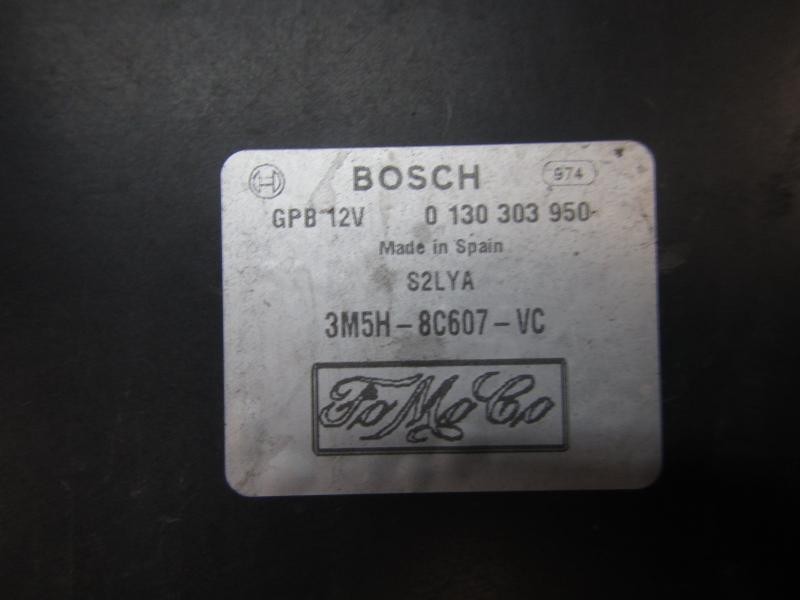 BOSCH 974
GPB 12V 0 130 303 950
Made in Spain
S2LYA
3M5H-8C607-VC
FoMoCo